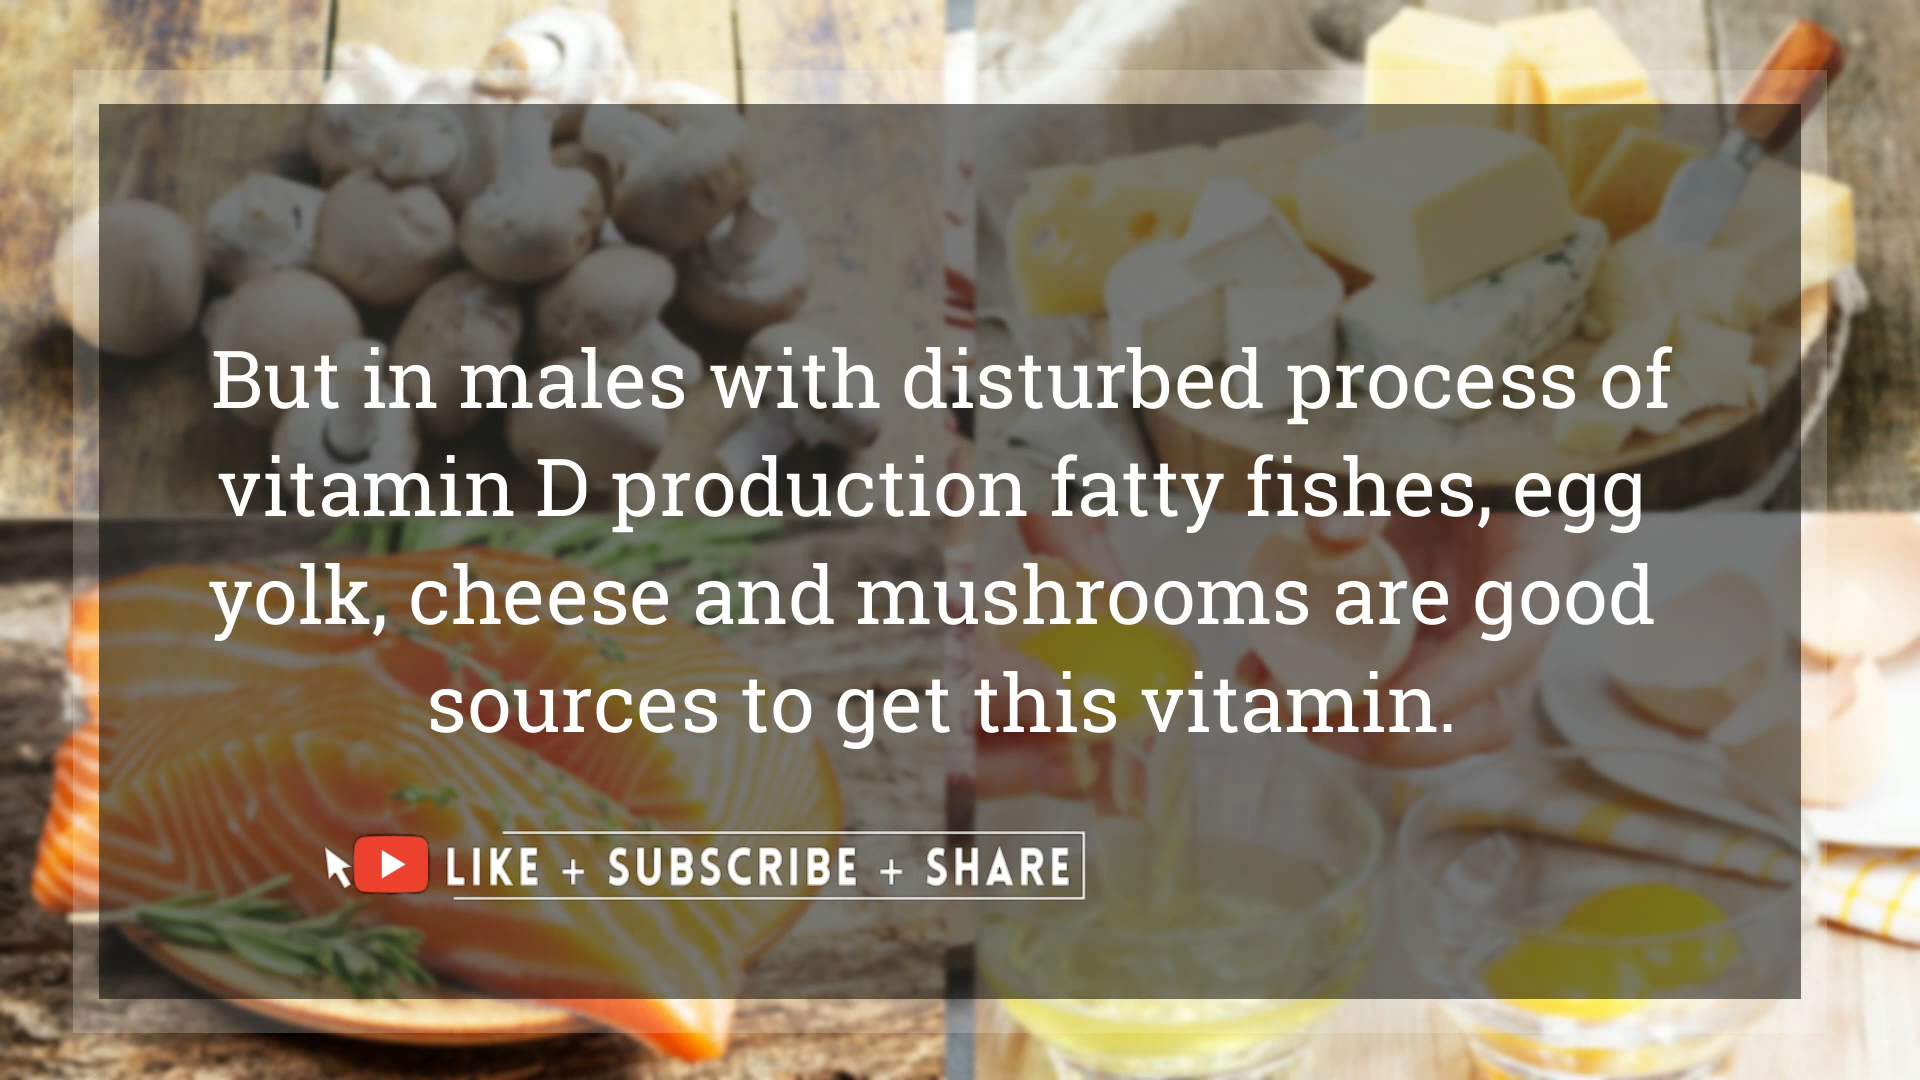 But in males with disturbed process of
vitamin D production fatty fishes, egg
yolk, cheese and mushrooms are good
sources to get this vitamin.
LIKE + SUBSCRIBE + SHARE